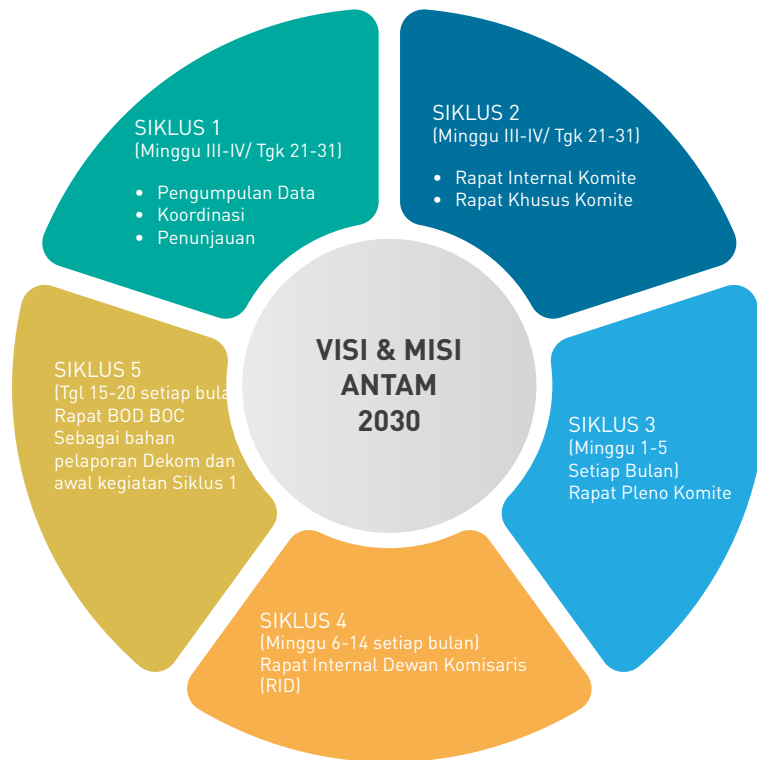 SIKLUS 1
(Minggu III-IV/ Tgk 21-31)
• Pengumpulan Data
• Koordinasi
• Penunjauan
SIKLUS 2
(Minggu III-IV/ Tgk 21-31)
• Rapat Internal Komite
• Rapat Khusus Komite
SIKLUS 3
(Minggu 1-5
Setiap Bulan)
Rapat Pleno Komite
SIKLUS 4
(Minggu 6-14 setiap bulan)
Rapat Internal Dewan Komisaris
(RID)
SIKLUS 5
(Tgl 15-20 setiap bula
Rapat BOD BOC
Sebagai bahan
pelaporan Dekom dan
awal kegiatan Siklus 1
VISI & MISI
ANTAM
2030